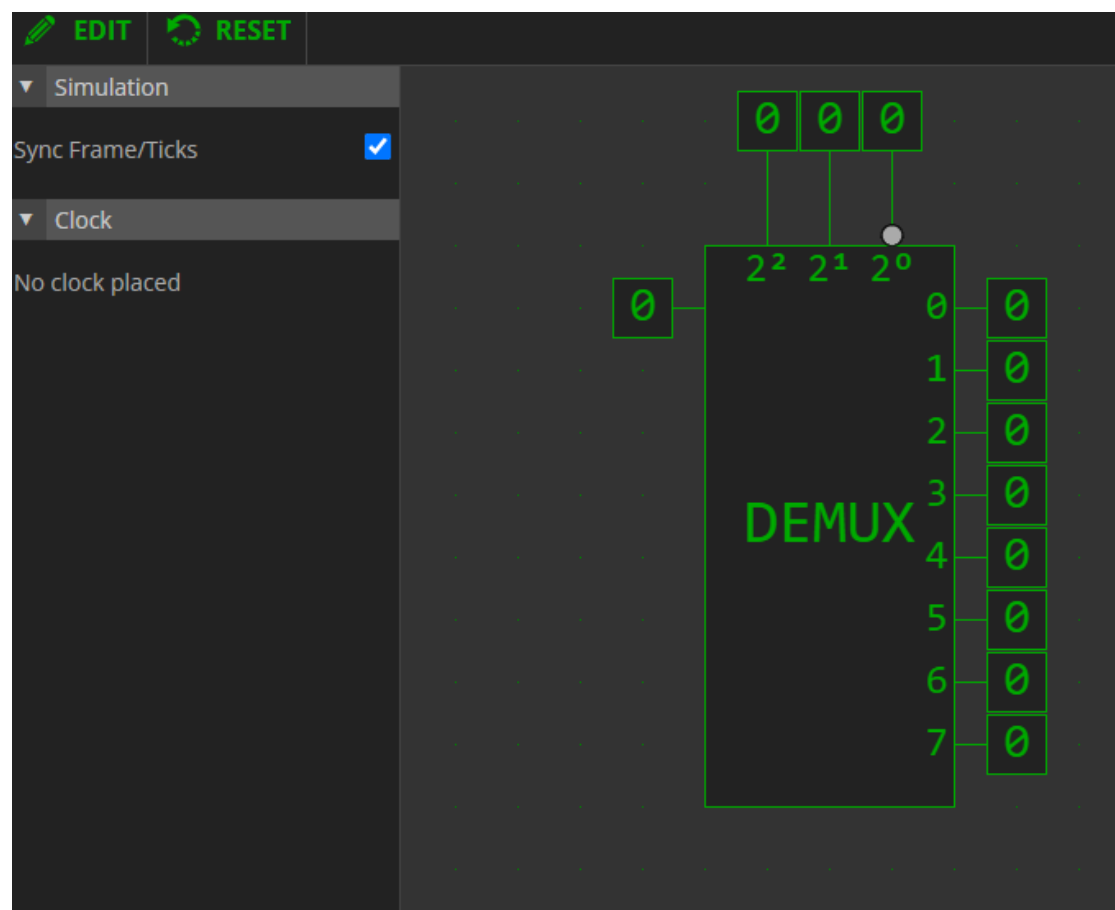 EDIT RESET
Simulation
Sync Frame/Ticks
Clock
No clock placed
0 0 0
2² 2¹ 2⁰
0 0 0
1 0
2 0
3 0
DEMUX
4 0
5 0
6 0
7 0